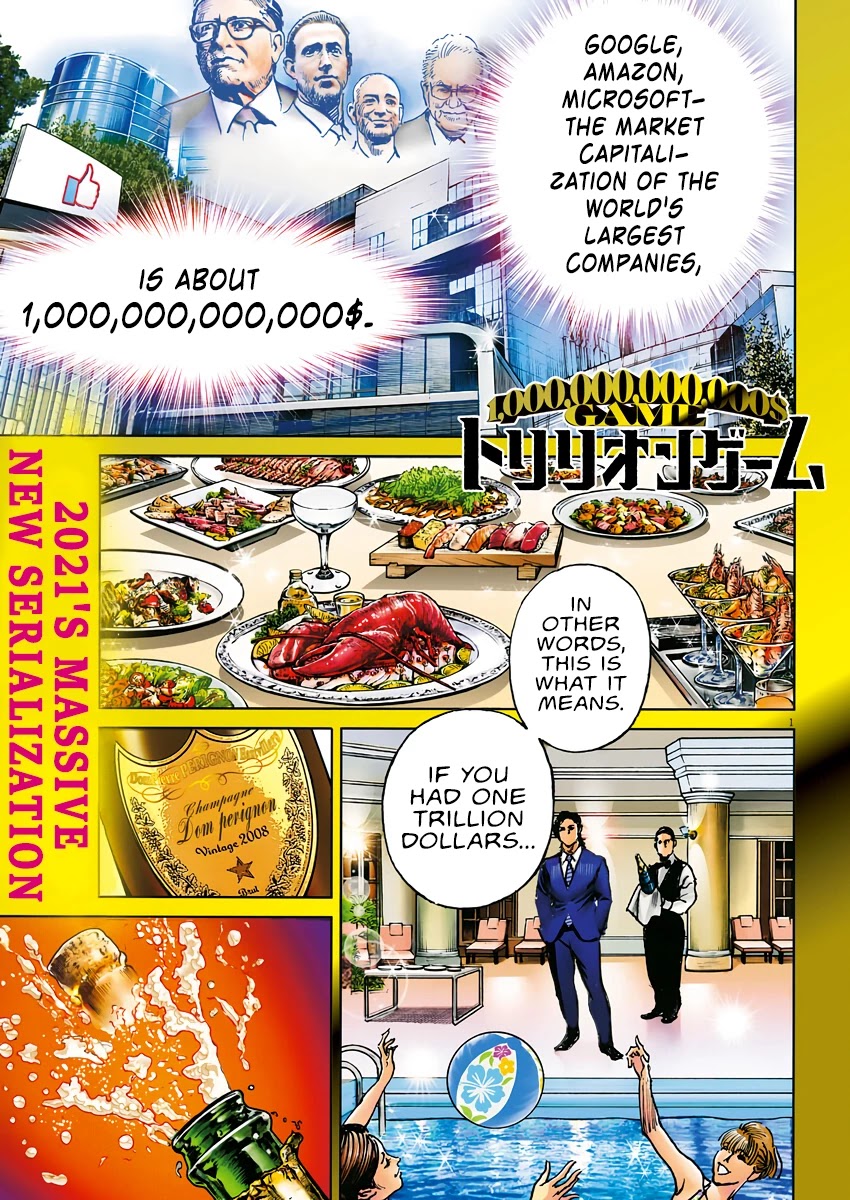 GOOGLE,
AMAZON,
MICROSOFT–
THE MARKET
CAPITALI–
ZATION OF THE
WORLD'S
LARGEST
COMPANIES,
IS ABOUT
1,000,000,000,000$.
1,000,000,000,000$
GAME
トリリオンゲーム
2021'S MASSIVE
NEW SERIALIZATION
IN
OTHER
WORDS,
THIS IS
WHAT IT
MEANS.
1
IF YOU
HAD ONE
TRILLION
DOLLARS...
PERIGNON
Champagne
Dom perignon
Vintage 2008
Brut